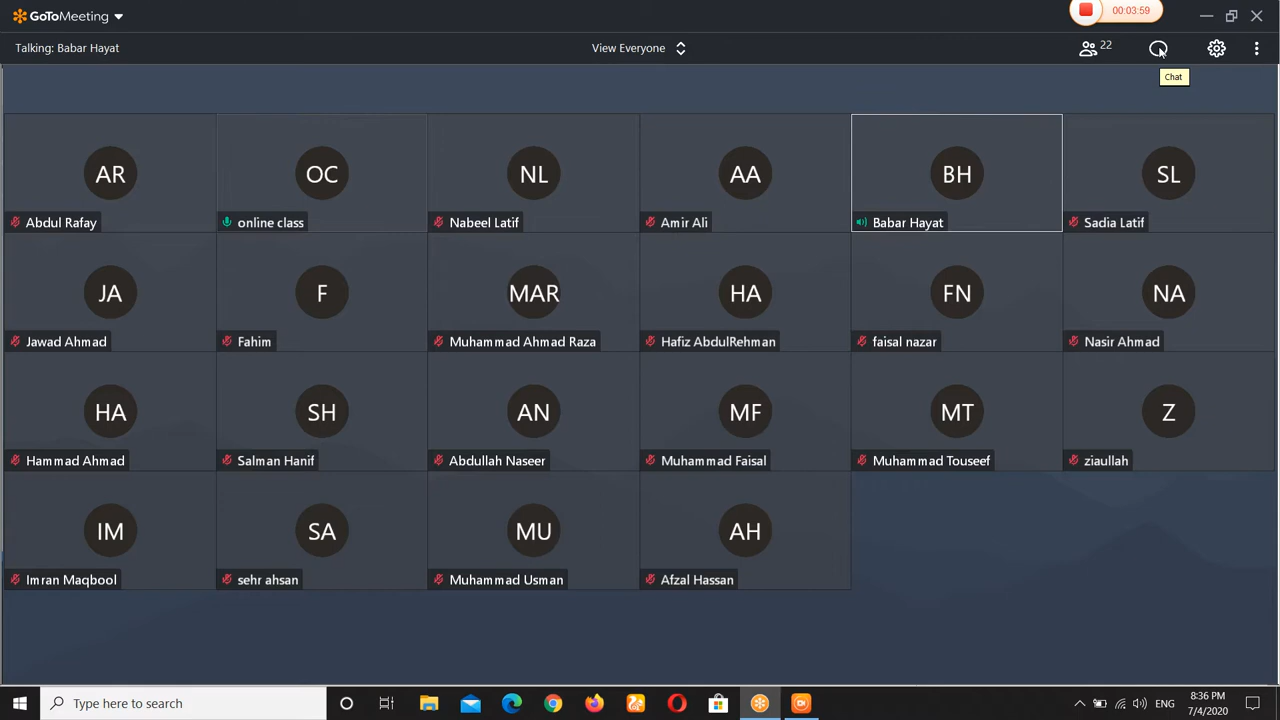 GoToMeeting
00:03:59
Talking: Babar Hayat
View Everyone
22
Chat
AR
OC
NL
AA
BH
SL
Abdul Rafay
online class
Nabeel Latif
Amir Ali
Babar Hayat
Sadia Latif
JA
F
MAR
HA
FN
NA
Jawad Ahmad
Fahim
Muhammad Ahmad Raza
Hafiz AbdulRehman
faisal nazar
Nasir Ahmad
HA
SH
AN
MF
MT
Z
Hammad Ahmad
Salman Hanif
Abdullah Naseer
Muhammad Faisal
Muhammad Touseef
ziaullah
IM
SA
MU
AH
Imran Maqbool
sehr ahsan
Muhammad Usman
Afzal Hassan
Type here to search
ENG
8:36 PM
7/4/2020